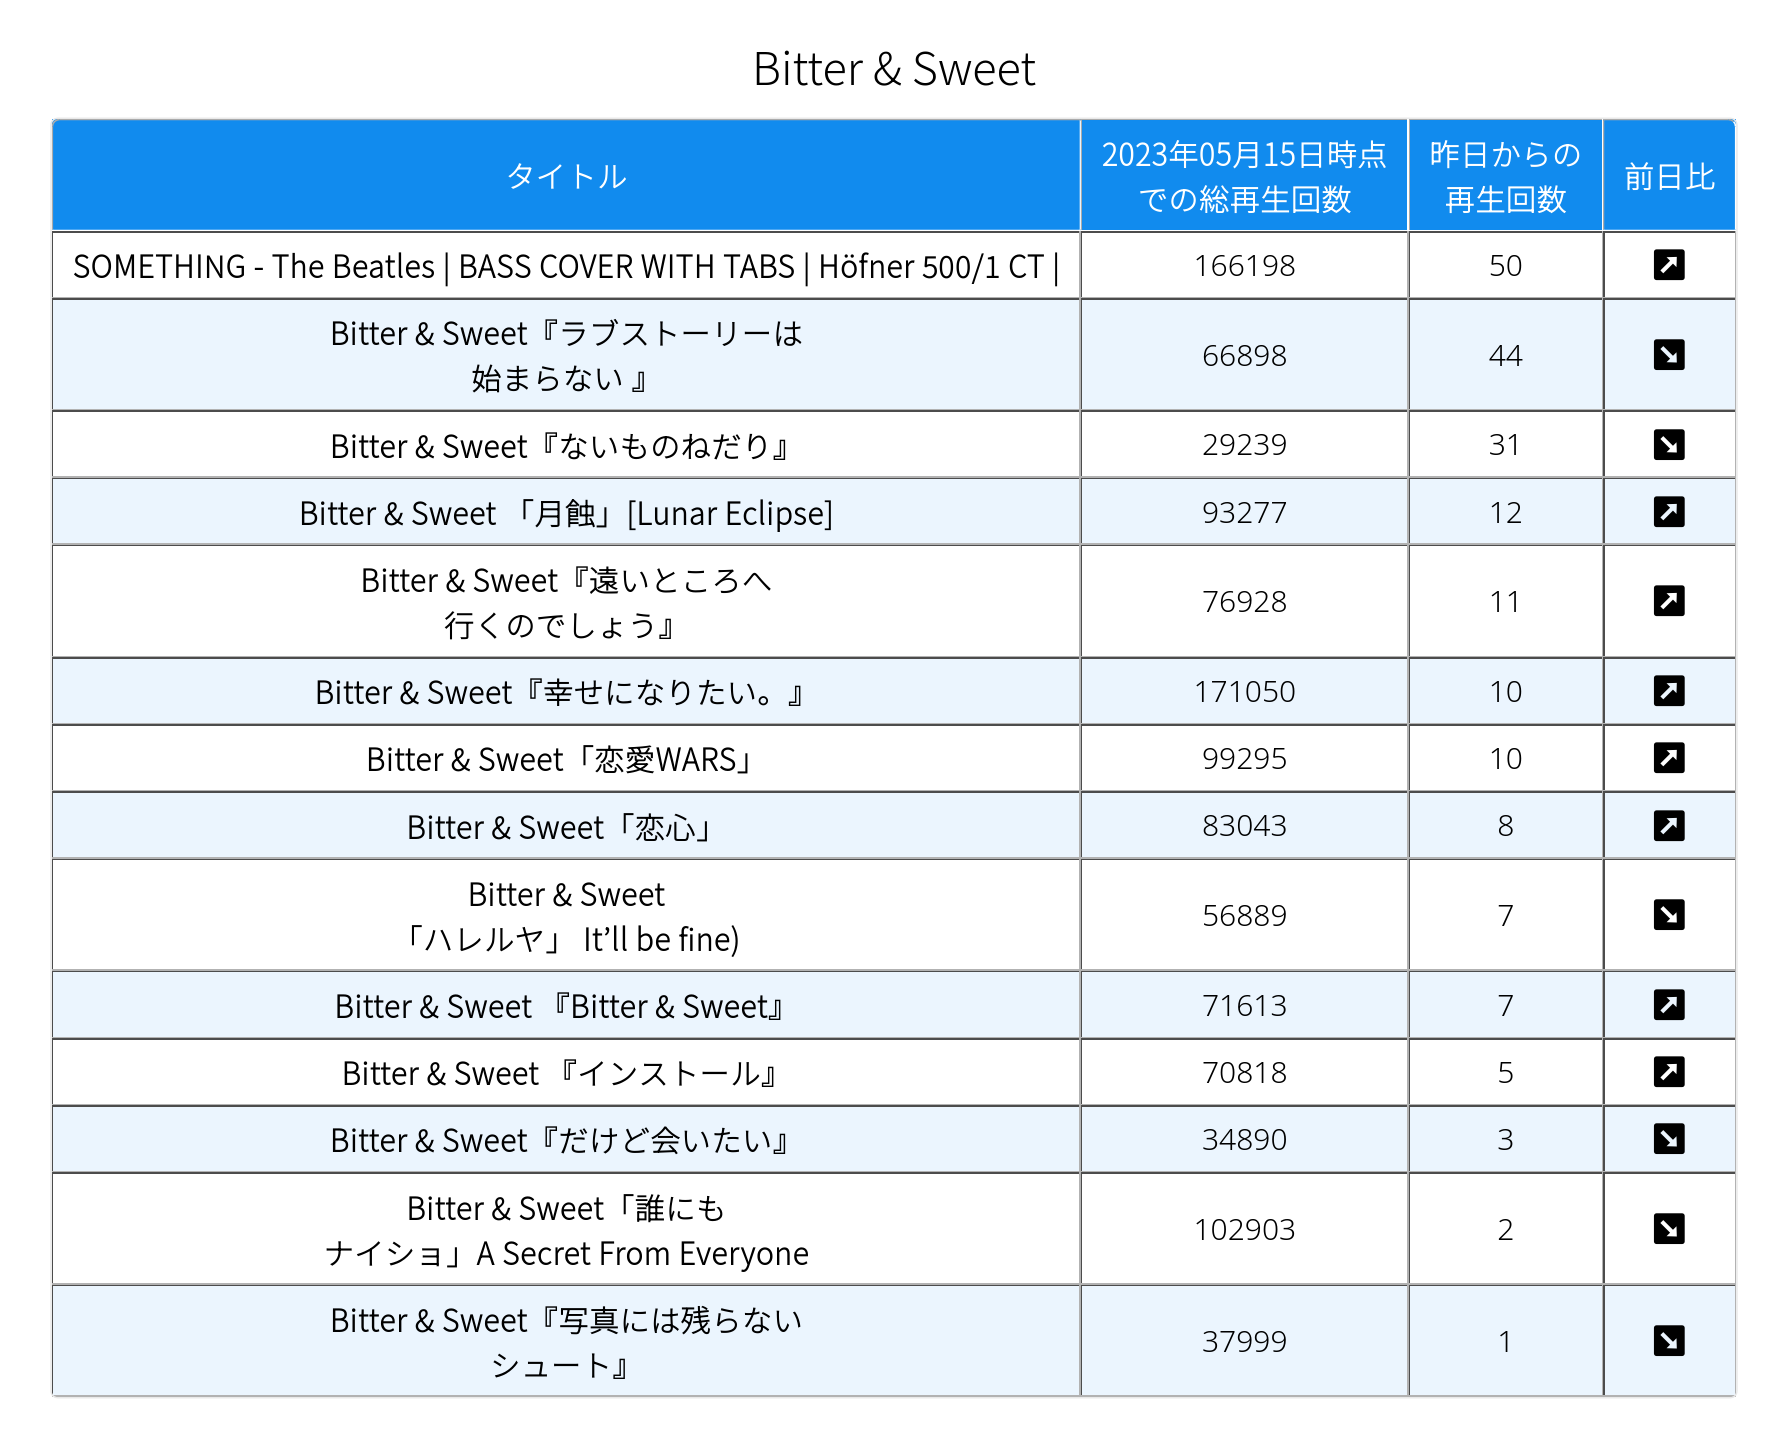 Bitter & Sweet
タイトル
2023年05月15日時点
での総再生回数
昨日からの
再生回数
前日比
SOMETHING - The Beatles | BASS COVER WITH TABS | Höfner 500/1 CT |
166198
50
Bitter & Sweet『ラブストーリーは
始まらない 』
66898
44
Bitter & Sweet『ないものねだり』
29239
31
Bitter & Sweet 「月蝕」[Lunar Eclipse]
93277
12
Bitter & Sweet『遠いところへ
行くのでしょう』
76928
11
Bitter & Sweet『幸せになりたい。』
171050
10
Bitter & Sweet「恋愛WARS」
99295
10
Bitter & Sweet「恋心」
83043
8
Bitter & Sweet
「ハレルヤ」 It’ll be fine)
56889
7
Bitter & Sweet 『Bitter & Sweet』
71613
7
Bitter & Sweet 『インストール』
70818
5
Bitter & Sweet『だけど会いたい』
34890
3
Bitter & Sweet「誰にも
ナイショ」A Secret From Everyone
102903
2
Bitter & Sweet『写真には残らない
シュート』
37999
1